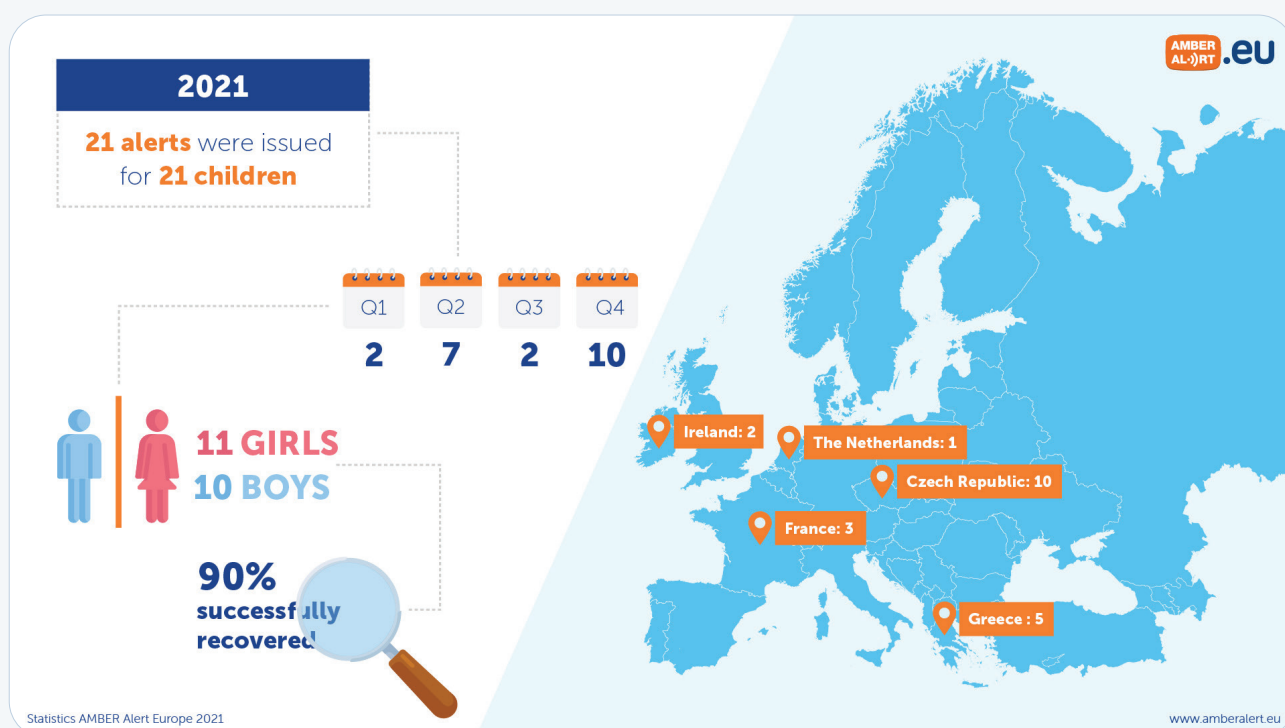 2021
21 alerts were issued
for 21 children
Q1
Q2
Q3
Q4
2
7
2
10
11 GIRLS
10 BOYS
90%
successfully
recovered
Statistics AMBER Alert Europe 2021
AMBER
AL·))RT
.eu
Ireland: 2
The Netherlands: 1
Czech Republic: 10
France: 3
Greece : 5
www.amberalert.eu